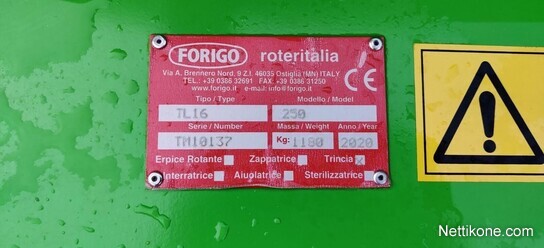 FORIGO roteritalia
Via A. Brennero Nord, 9 Z.I. 46035 Ostiglia (MN) ITALY
TEL.: +39 0386 32691 FAX +39 0386 31250
www.forigo.it e-mail: info@forigo.it
CE
Tipo / Type Modello / Model
TL16 250
Serie / Number Massa / Weight Anno / Year
TM10137 Kg: 1180 2020
Erpice Rotante Zappatrice Trincia
Interratrice Aiuolatrice Sterilizzatrice
Nettikone.com